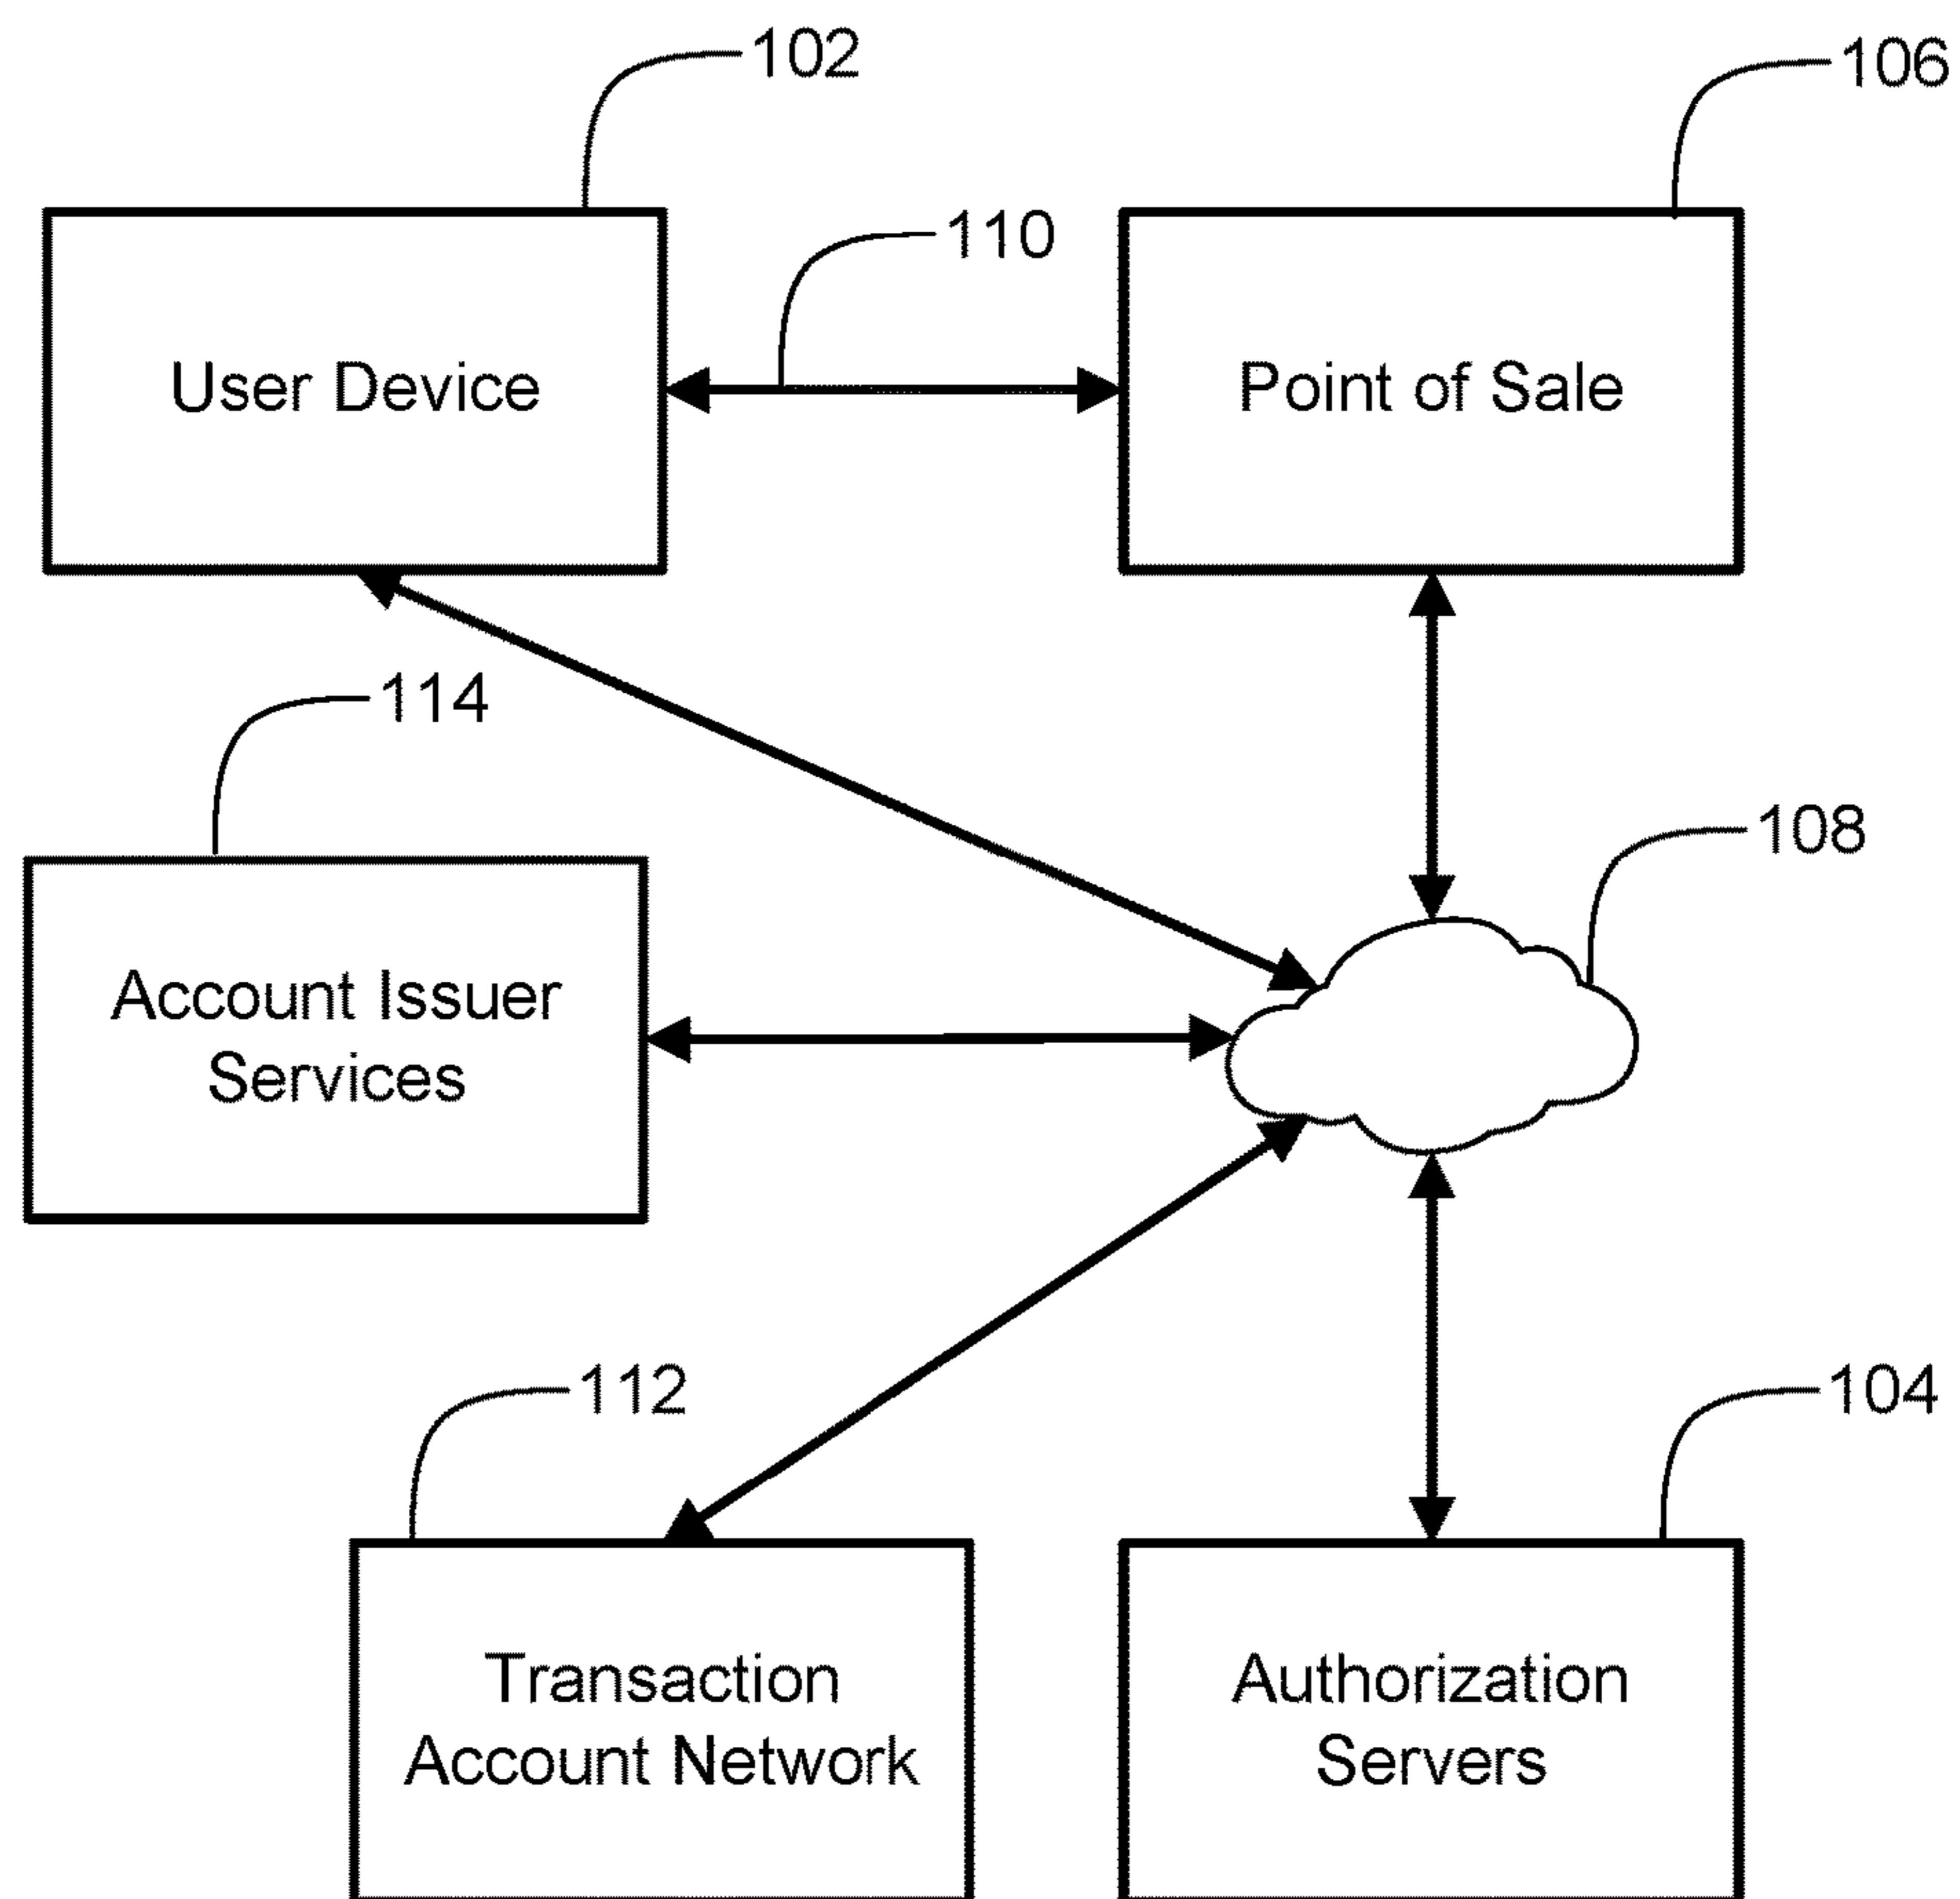 102
106
110
User Device
Point of Sale
114
108
Account Issuer
Services
112
104
Transaction
Account Network
Authorization
Servers